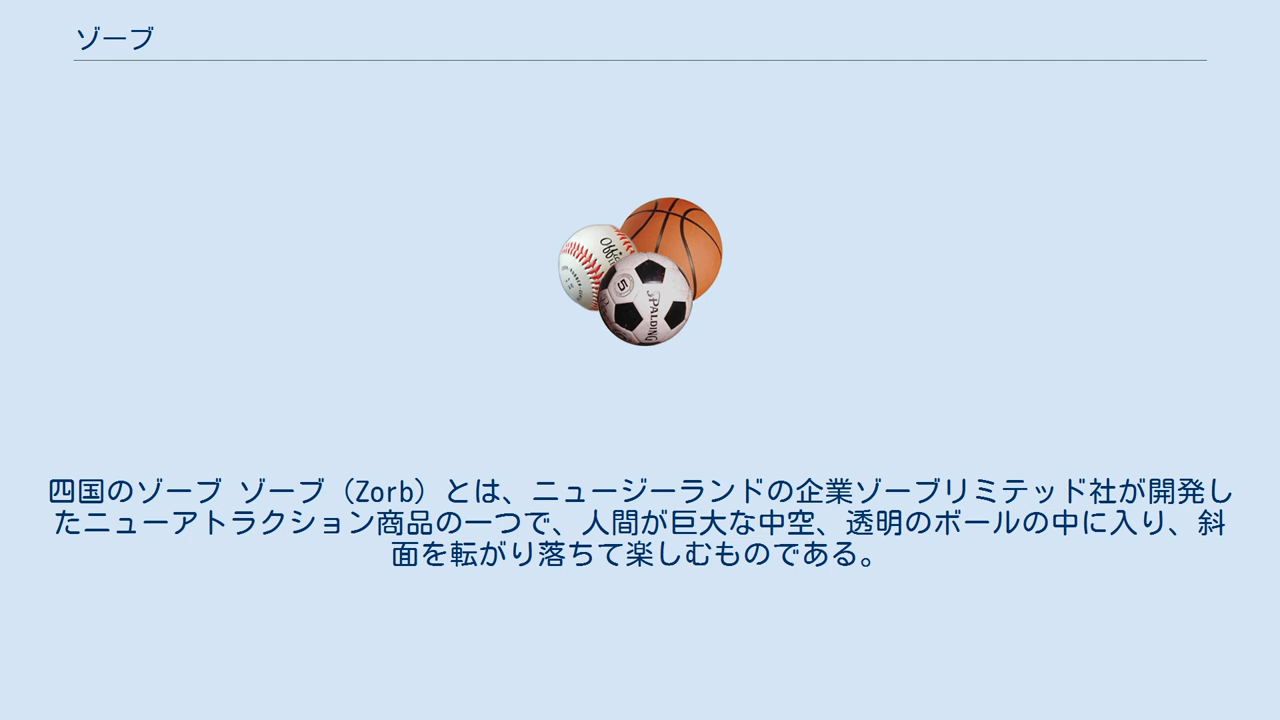 ゾーブ
Offic
5
SPALDING
四国のゾーブ ゾーブ（Zorb）とは、ニュージーランドの企業ゾーブリミテッド社が開発し
たニューアトラクション商品の一つで、人間が巨大な中空、透明のボールの中に入り、斜
面を転がり落ちて楽しむものである。